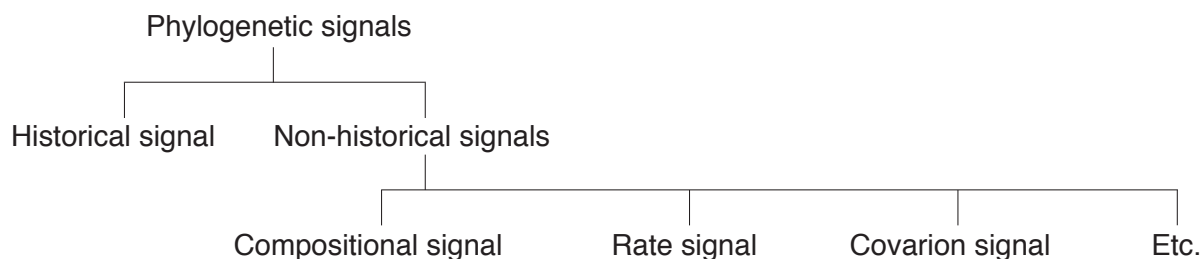 Phylogenetic signals
Historical signal Non-historical signals
Compositional signal Rate signal Covarion signal Etc.